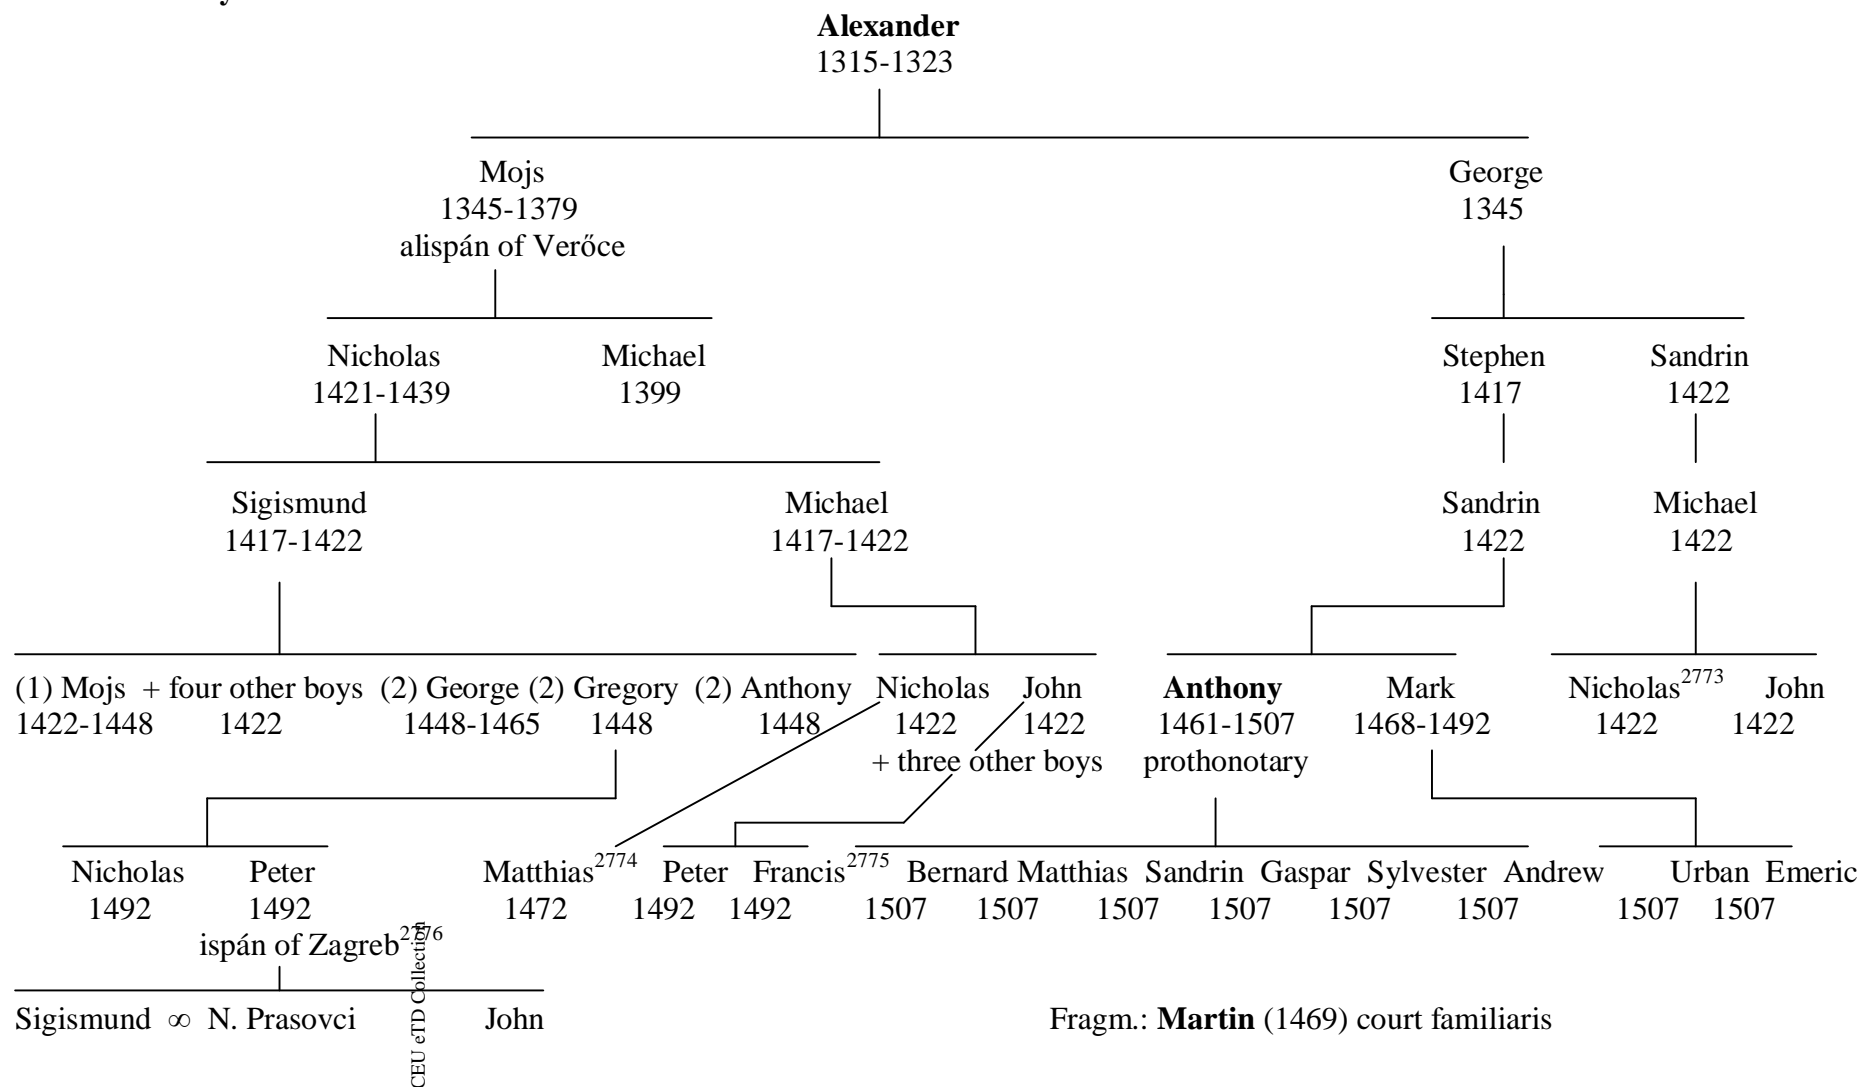 Alexander
1315-1323
Mojs George
1345-1379 1345
alispán of Verőce
Nicholas Michael Stephen Sandrin
1421-1439 1399 1417 1422
Sigismund Michael Sandrin Michael
1417-1422 1417-1422 1422 1422
(1) Mojs + four other boys (2) George (2) Gregory (2) Anthony Nicholas John Anthony Mark Nicholas2773 John
1422-1448 1422 1448-1465 1448 1448 1422 1422 1461-1507 1468-1492 1422 1422
+ three other boys prothonotary
Nicholas Peter Matthias2774 Peter Francis2775 Bernard Matthias Sandrin Gaspar Sylvester Andrew Urban Emeric
1492 1492 1472 1492 1492 1507 1507 1507 1507 1507 1507 1507 1507
ispán of Zagreb2776
Sigismund ∞ N. Prasovci John Fragm.: Martin (1469) court familiaris
CEU eTD Collection